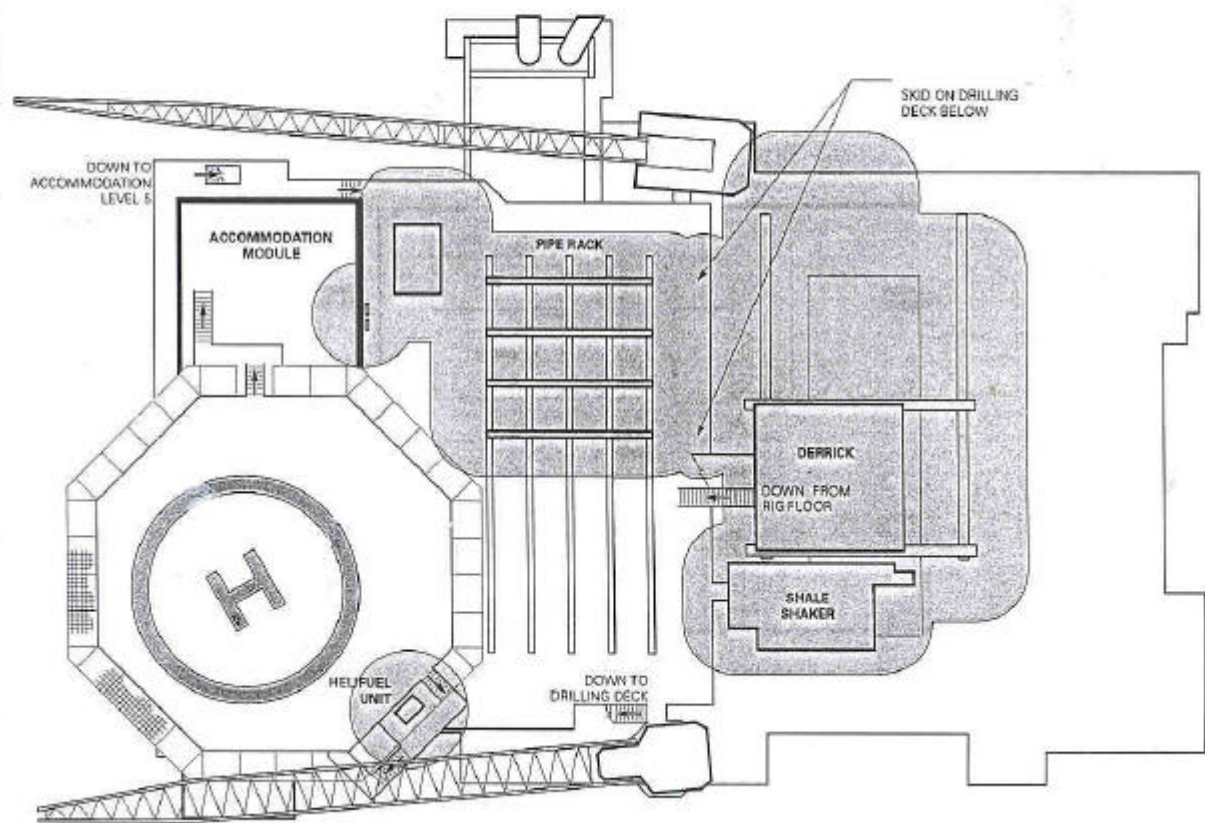 SKID ON DRILLING
DECK BELOW
DOWN TO
ACCOMMODATION
LEVEL 5
ACCOMMODATION
MODULE
PIPE RACK
DERRICK
DOWN FROM
RIG FLOOR
SHALE
SHAKER
H
HELIFUEL
UNIT
DOWN TO
DRILLING DECK